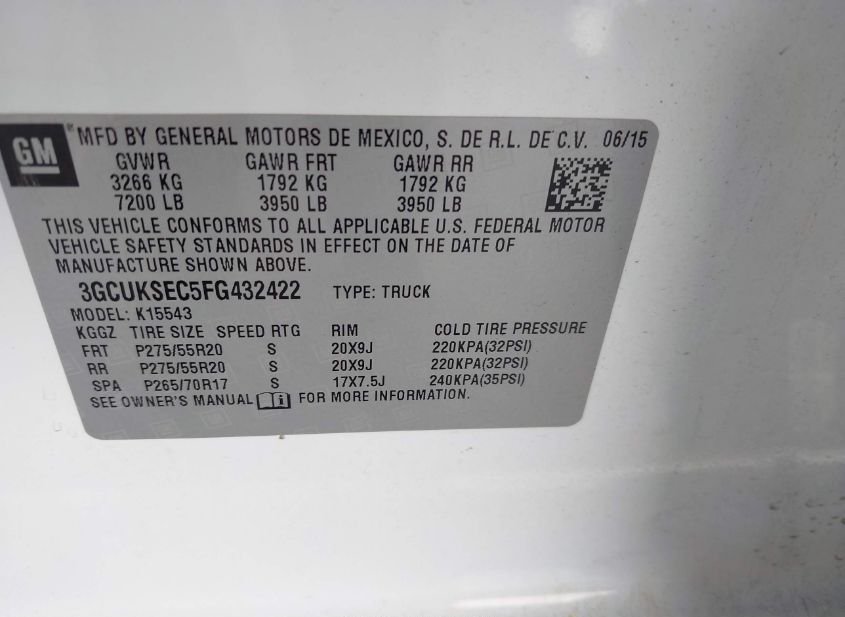 GM MFD BY GENERAL MOTORS DE MEXICO, S. DE R.L. DE C.V. 06/15
GVWR GAWR FRT GAWR RR
3266 KG 1792 KG 1792 KG
7200 LB 3950 LB 3950 LB
THIS VEHICLE CONFORMS TO ALL APPLICABLE U.S. FEDERAL MOTOR
VEHICLE SAFETY STANDARDS IN EFFECT ON THE DATE OF
MANUFACTURE SHOWN ABOVE.
3GCUKSEC5FG432422 TYPE: TRUCK
MODEL: K15543
KGGZ TIRE SIZE SPEED RTG RIM COLD TIRE PRESSURE
FRT P275/55R20 S 20X9J 220KPA(32PSI)
RR P275/55R20 S 20X9J 220KPA(32PSI)
SPA P265/70R17 S 17X7.5J 240KPA(35PSI)
SEE OWNER'S MANUAL i FOR MORE INFORMATION.